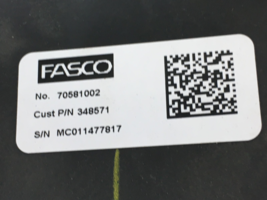 FASCO
No. 70581002
Cust P/N 348571
S/N MC011477817